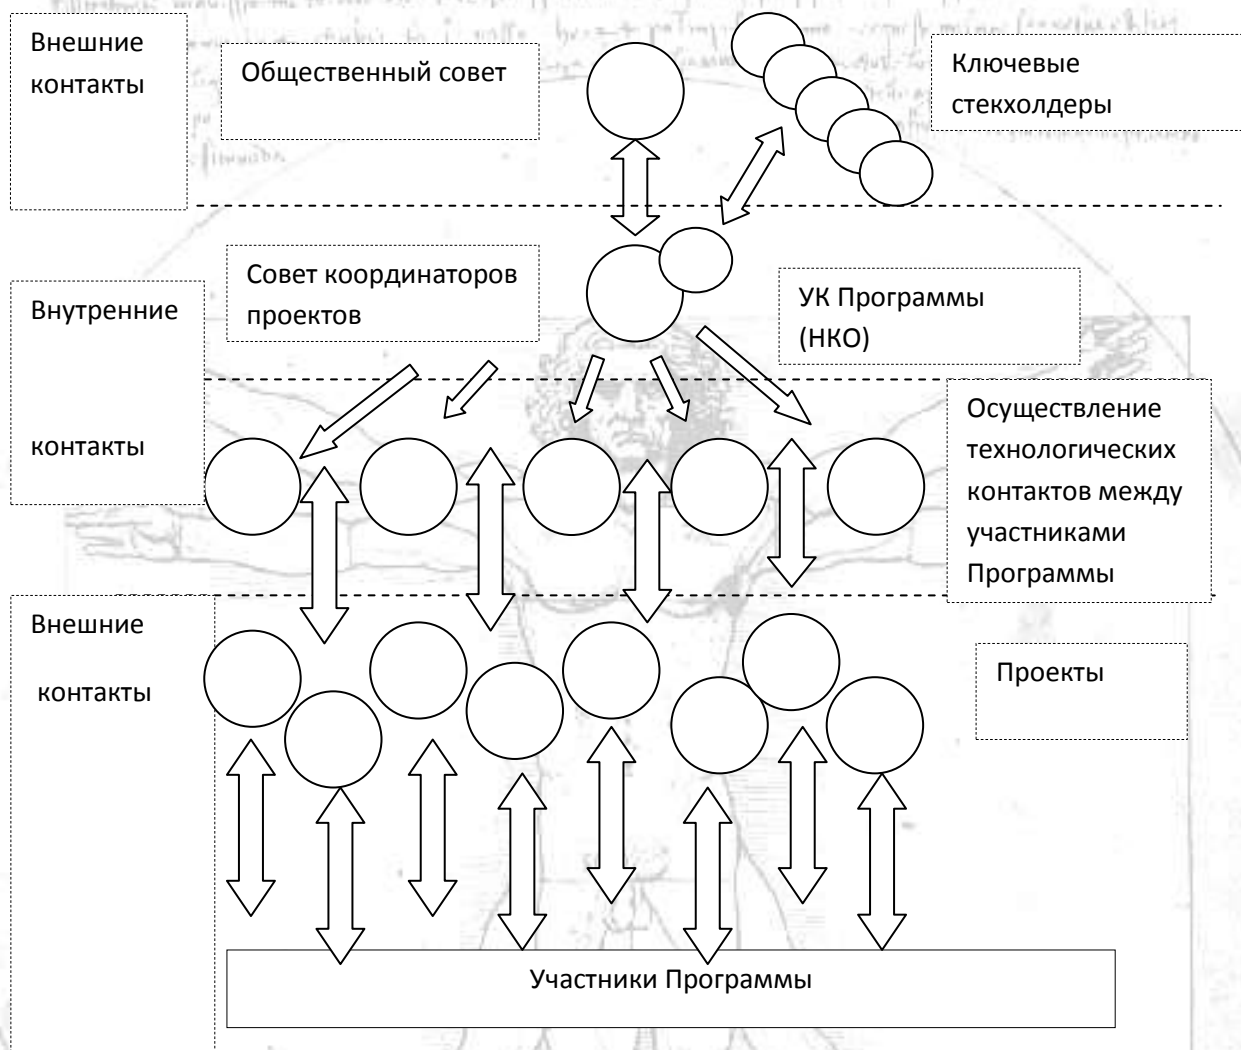 Внешние
контакты
Общественный совет
Ключевые
стекхолдеры
Совет координаторов
проектов
УК Программы
(НКО)
Внутренние
контакты
Осуществление
технологических
контактов между
участниками
Программы
Внешние
контакты
Проекты
Участники Программы